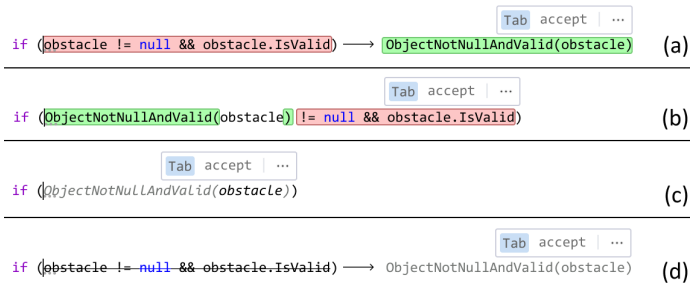 Tab accept | ⋯
if (obstacle != null && obstacle.IsValid) ⟶ ObjectNotNullAndValid(obstacle) (a)
Tab accept | ⋯
if (ObjectNotNullAndValid(obstacle) != null && obstacle.IsValid) (b)
Tab accept | ⋯
if (ObjectNotNullAndValid(obstacle)) (c)
Tab accept | ⋯
if (obstacle != null && obstacle.IsValid) ⟶ ObjectNotNullAndValid(obstacle) (d)